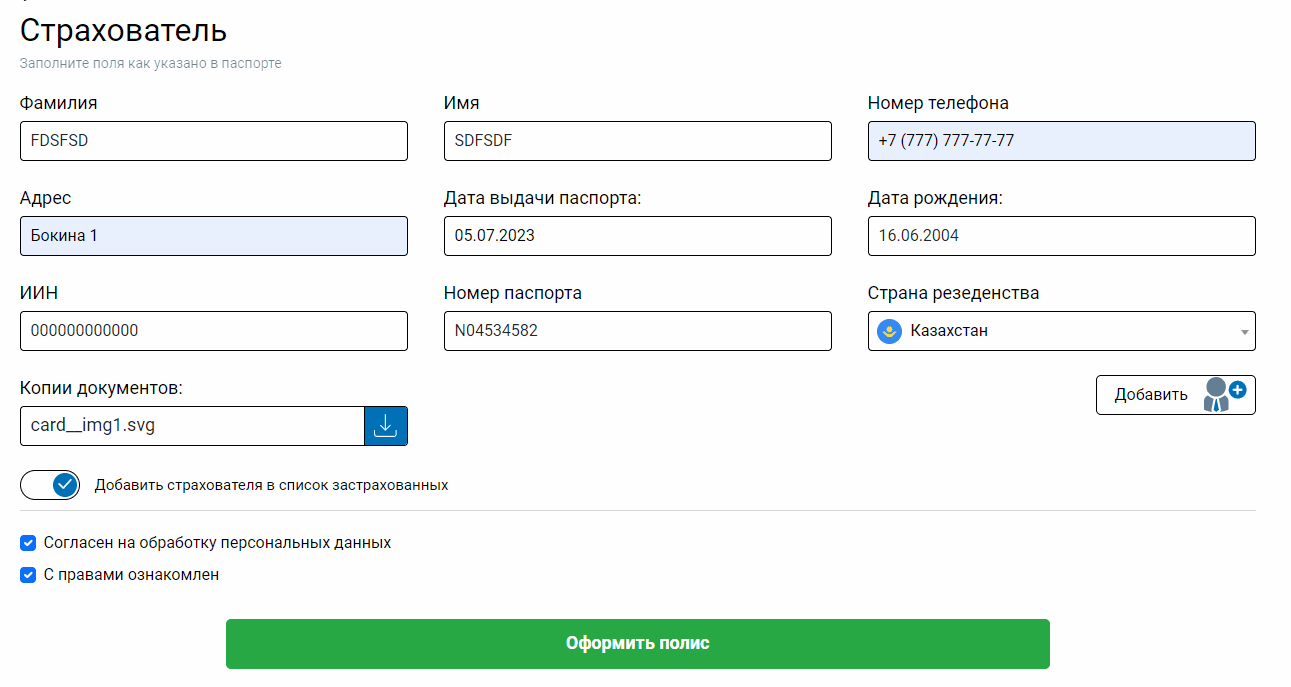 Страхователь
Заполните поля как указано в паспорте
Фамилия
Имя
Номер телефона
FDSFSD
SDFSDF
+7 (777) 777-77-77
Адрес
Дата выдачи паспорта:
Дата рождения:
Бокина 1
05.07.2023
16.06.2004
ИИН
Номер паспорта
Страна резеденства
000000000000
N04534582
Казахстан
Копии документов:
Добавить
card__img1.svg
Добавить страхователя в список застрахованных
Согласен на обработку персональных данных
С правами ознакомлен
Оформить полис